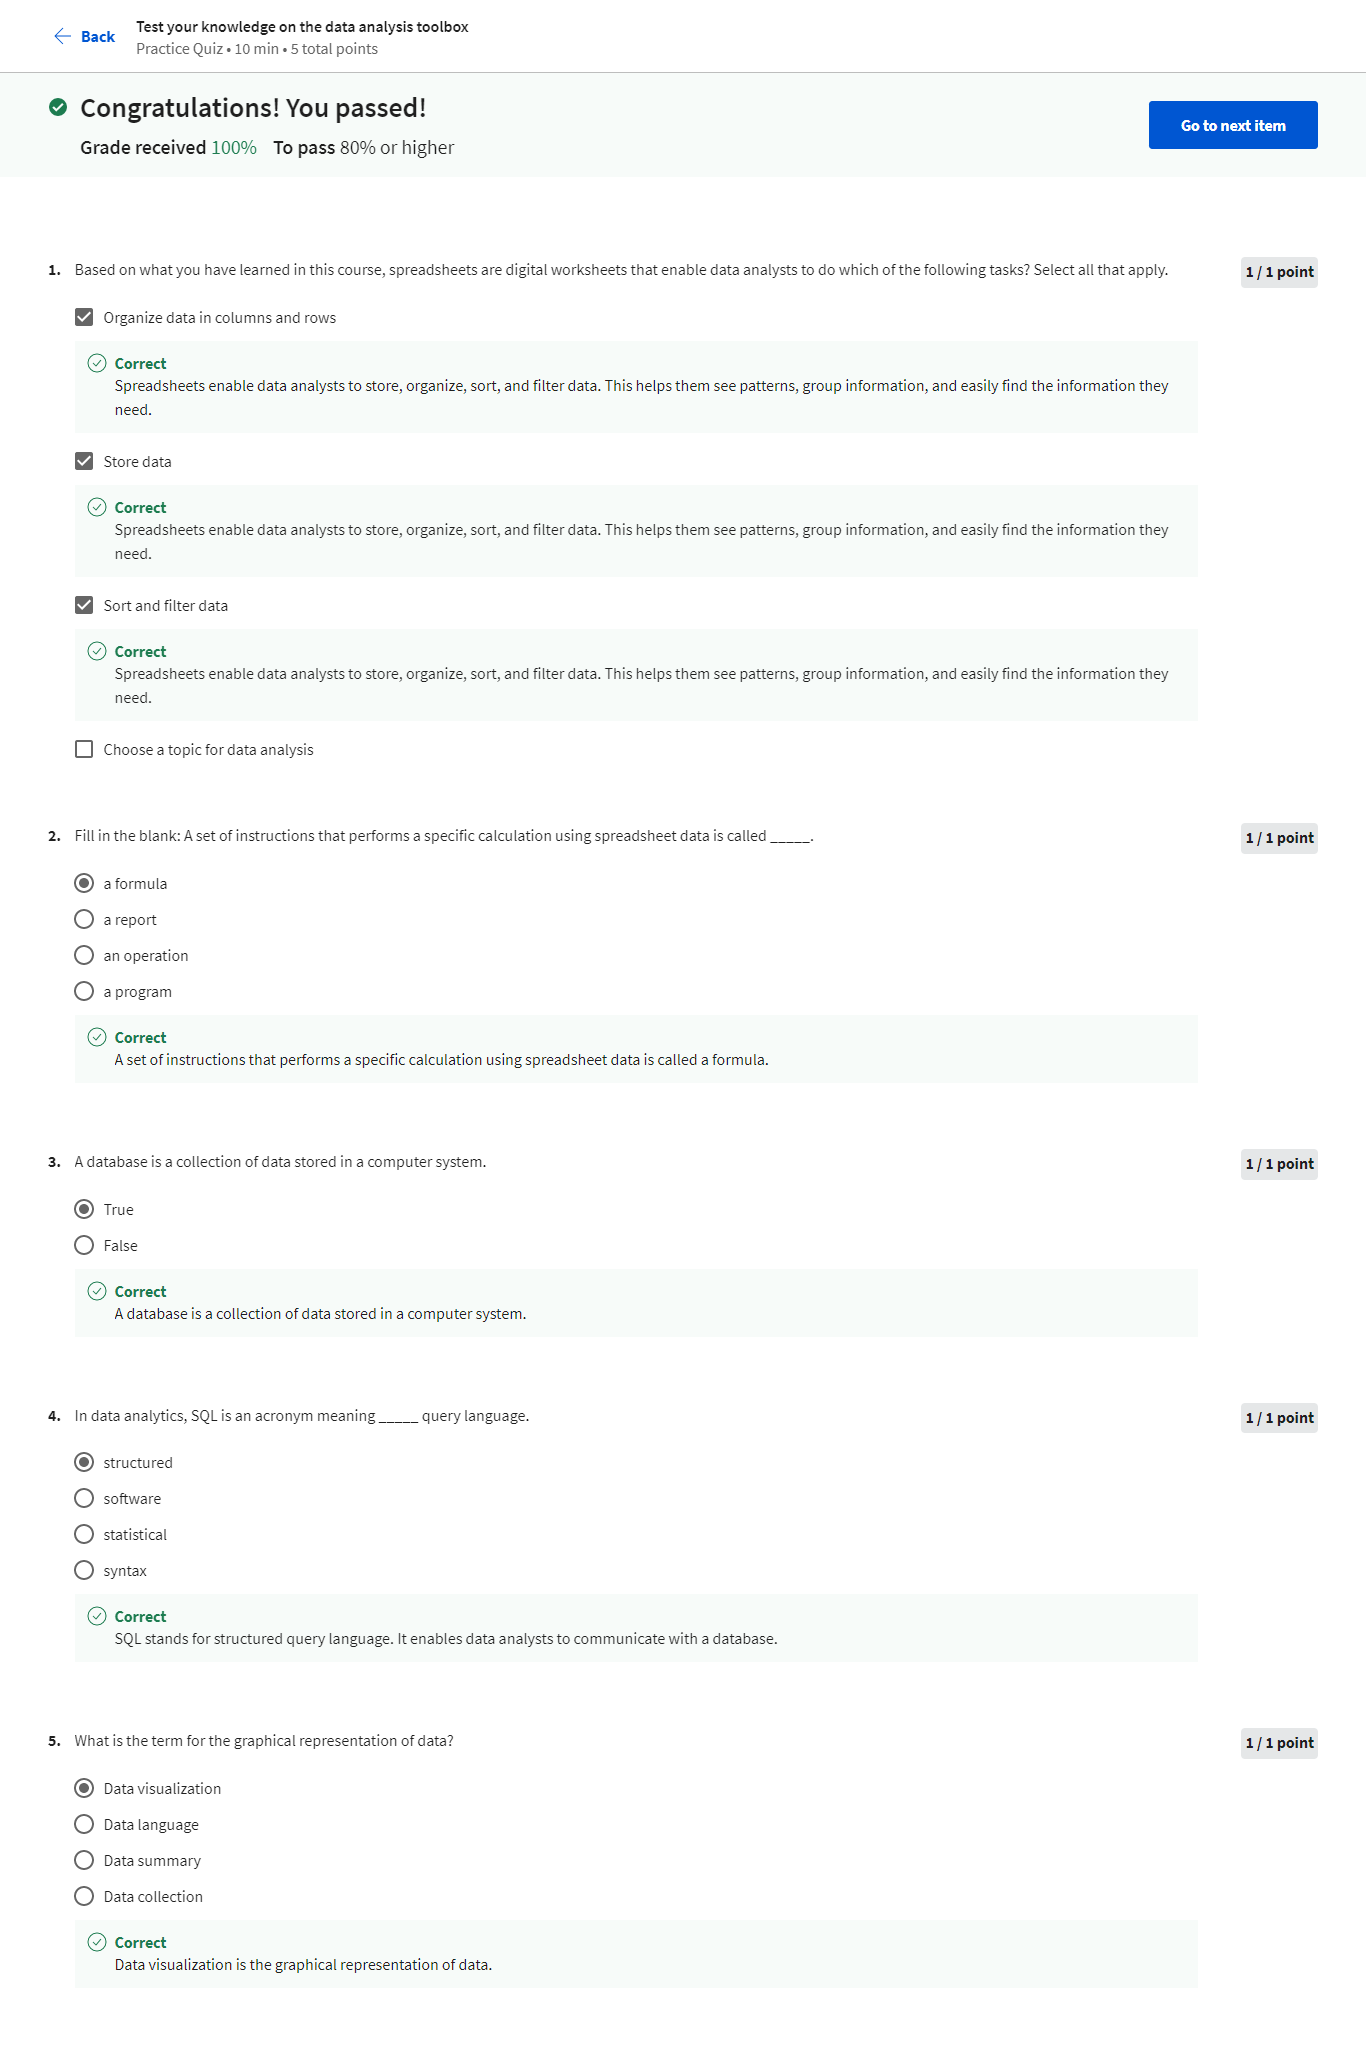 Back
Test your knowledge on the data analysis toolbox
Practice Quiz • 10 min • 5 total points
Congratulations! You passed!
Grade received 100% To pass 80% or higher
Go to next item
1. Based on what you have learned in this course, spreadsheets are digital worksheets that enable data analysts to do which of the following tasks? Select all that apply.
1 / 1 point
Organize data in columns and rows
Correct
Spreadsheets enable data analysts to store, organize, sort, and filter data. This helps them see patterns, group information, and easily find the information they
need.
Store data
Correct
Spreadsheets enable data analysts to store, organize, sort, and filter data. This helps them see patterns, group information, and easily find the information they
need.
Sort and filter data
Correct
Spreadsheets enable data analysts to store, organize, sort, and filter data. This helps them see patterns, group information, and easily find the information they
need.
Choose a topic for data analysis
2. Fill in the blank: A set of instructions that performs a specific calculation using spreadsheet data is called _____.
1 / 1 point
a formula
a report
an operation
a program
Correct
A set of instructions that performs a specific calculation using spreadsheet data is called a formula.
3. A database is a collection of data stored in a computer system.
1 / 1 point
True
False
Correct
A database is a collection of data stored in a computer system.
4. In data analytics, SQL is an acronym meaning _____ query language.
1 / 1 point
structured
software
statistical
syntax
Correct
SQL stands for structured query language. It enables data analysts to communicate with a database.
5. What is the term for the graphical representation of data?
1 / 1 point
Data visualization
Data language
Data summary
Data collection
Correct
Data visualization is the graphical representation of data.